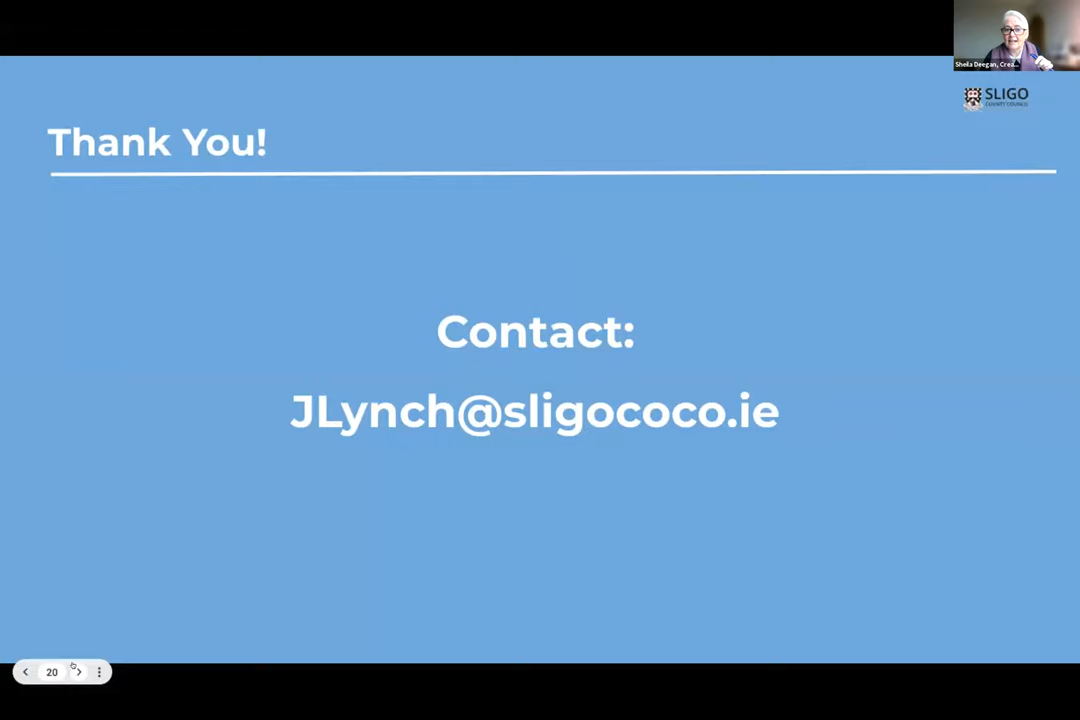 Sheila Deegan, Crea...
SLIGO
COUNTY COUNCIL
Thank You!
Contact:
JLynch@sligococo.ie
20